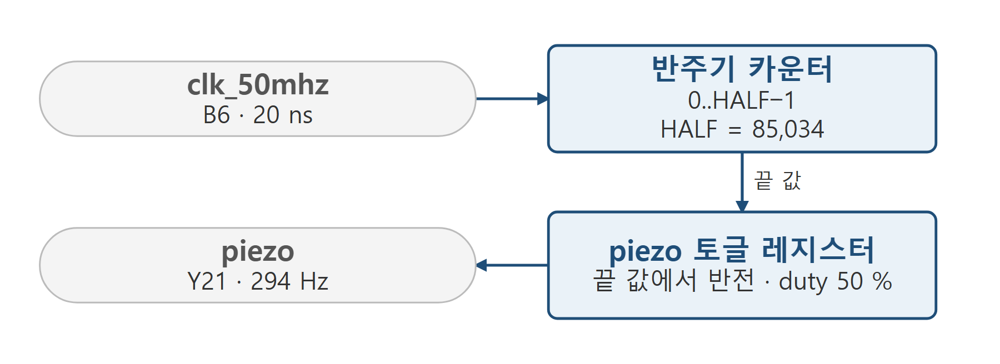 clk_50mhz
B6 · 20 ns
반주기 카운터
0..HALF−1
HALF = 85,034
끝 값
piezo 토글 레지스터
끝 값에서 반전 · duty 50 %
piezo
Y21 · 294 Hz